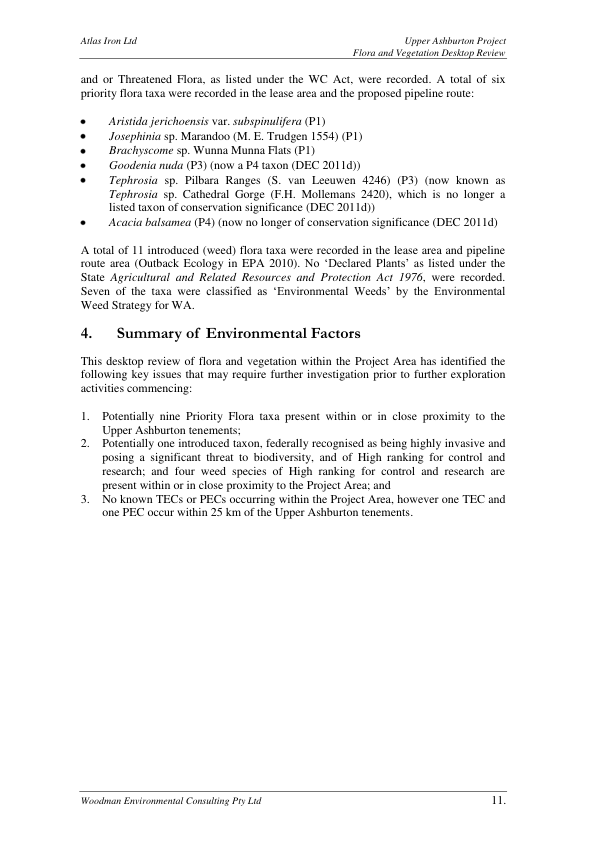 Atlas Iron Ltd
Upper Ashburton Project
Flora and Vegetation Desktop Review
and or Threatened Flora, as listed under the WC Act, were recorded. A total of six
priority flora taxa were recorded in the lease area and the proposed pipeline route:
• Aristida jerichoensis var. subspinulifera (P1)
• Josephinia sp. Marandoo (M. E. Trudgen 1554) (P1)
• Brachyscome sp. Wunna Munna Flats (P1)
• Goodenia nuda (P3) (now a P4 taxon (DEC 2011d))
• Tephrosia sp. Pilbara Ranges (S. van Leeuwen 4246) (P3) (now known as
Tephrosia sp. Cathedral Gorge (F.H. Mollemans 2420), which is no longer a
listed taxon of conservation significance (DEC 2011d))
• Acacia balsamea (P4) (now no longer of conservation significance (DEC 2011d)
A total of 11 introduced (weed) flora taxa were recorded in the lease area and pipeline
route area (Outback Ecology in EPA 2010). No ‘Declared Plants’ as listed under the
State Agricultural and Related Resources and Protection Act 1976, were recorded.
Seven of the taxa were classified as ‘Environmental Weeds’ by the Environmental
Weed Strategy for WA.
4. Summary of Environmental Factors
This desktop review of flora and vegetation within the Project Area has identified the
following key issues that may require further investigation prior to further exploration
activities commencing:
1. Potentially nine Priority Flora taxa present within or in close proximity to the
Upper Ashburton tenements;
2. Potentially one introduced taxon, federally recognised as being highly invasive and
posing a significant threat to biodiversity, and of High ranking for control and
research; and four weed species of High ranking for control and research are
present within or in close proximity to the Project Area; and
3. No known TECs or PECs occurring within the Project Area, however one TEC and
one PEC occur within 25 km of the Upper Ashburton tenements.
Woodman Environmental Consulting Pty Ltd
11.